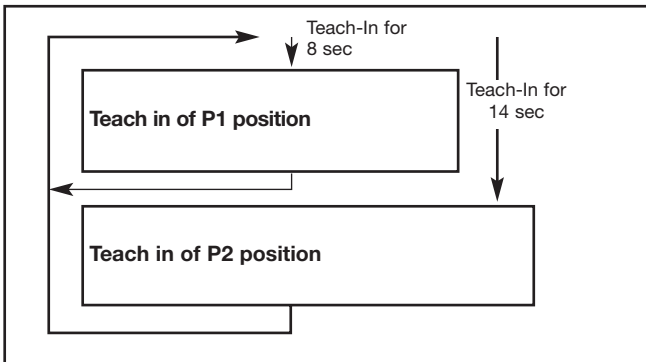 Teach-In for
8 sec
Teach in of P1 position
Teach-In for
14 sec
Teach in of P2 position